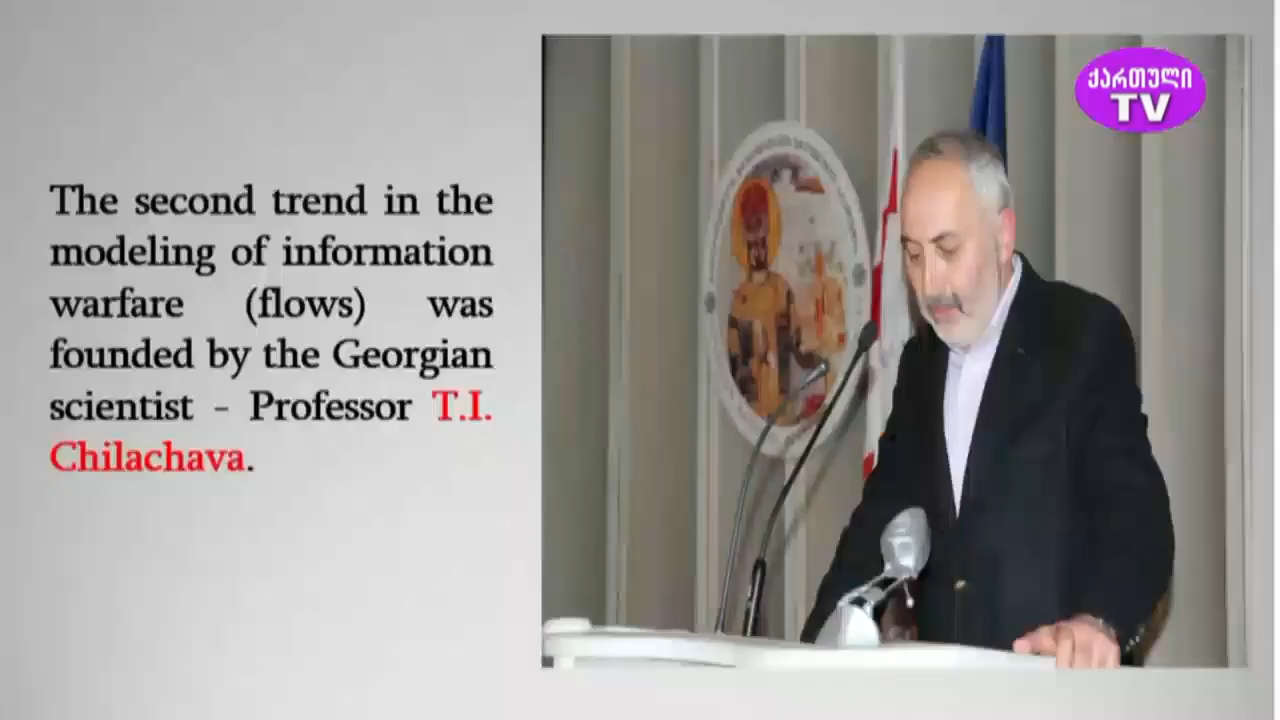 The second trend in the
modeling of information
warfare (flows) was
founded by the Georgian
scientist - Professor T.I.
Chilachava.
ქართული
TV